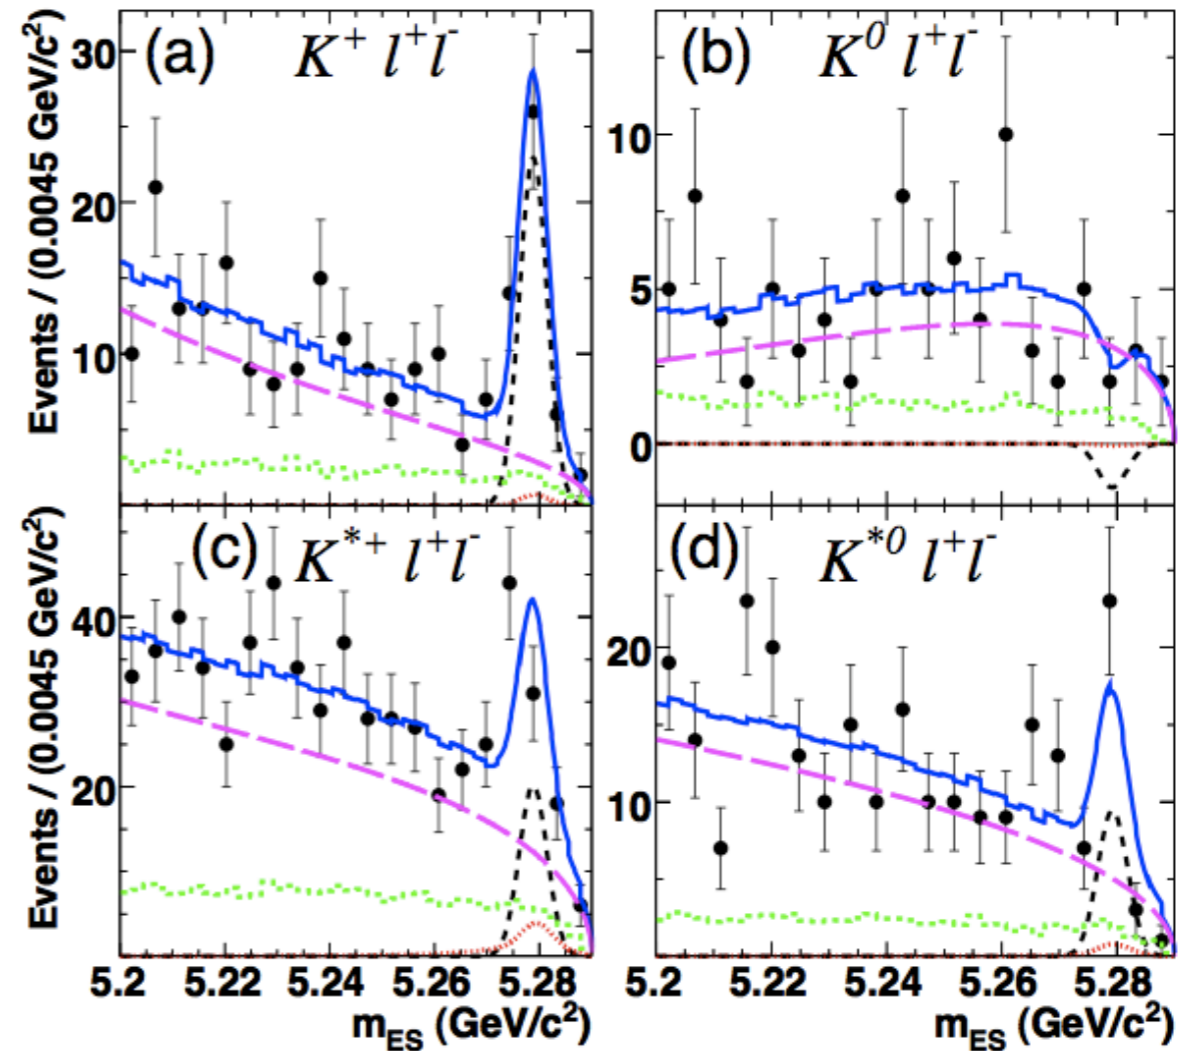 (a) K⁺ l⁺l⁻
(b) K⁰ l⁺l⁻
Events / (0.0045 GeV/c²)
30
20
10
10
5
0
(c) K*⁺ l⁺l⁻
(d) K*⁰ l⁺l⁻
Events / (0.0045 GeV/c²)
40
20
20
10
5.2 5.22 5.24 5.26 5.28
5.2 5.22 5.24 5.26 5.28
m_ES (GeV/c²)
m_ES (GeV/c²)